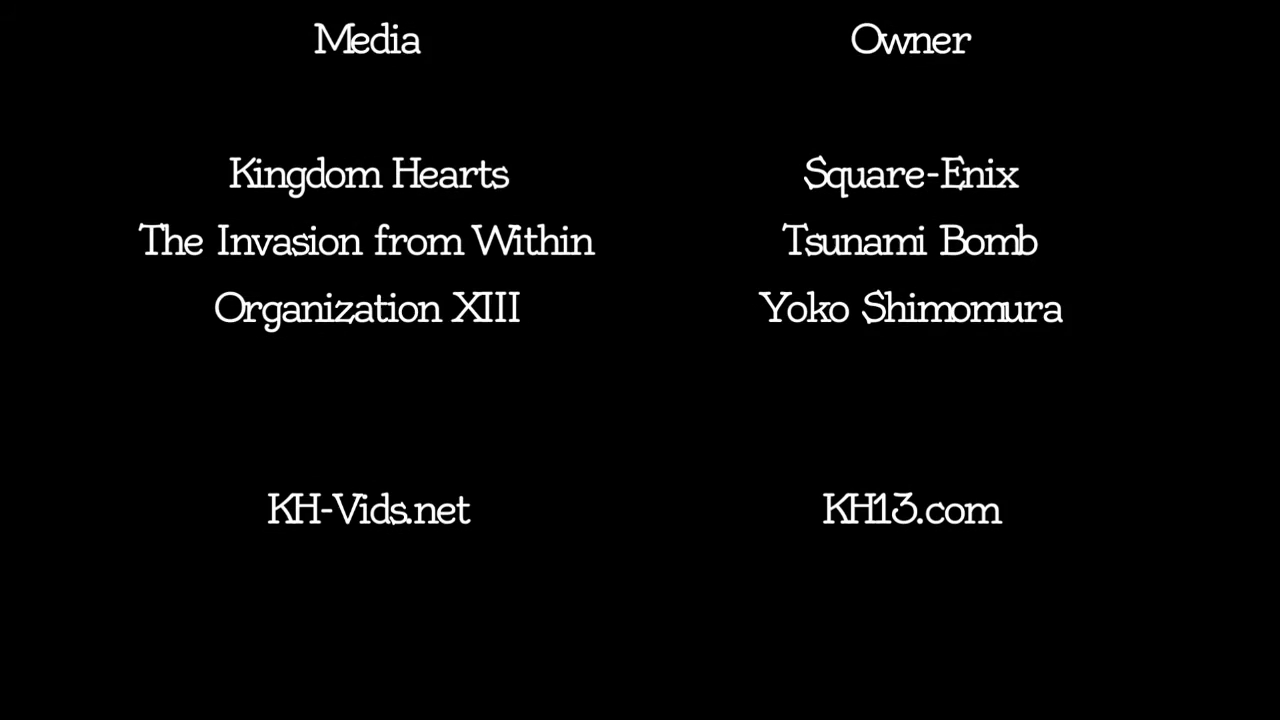 Media Owner
Kingdom Hearts Square-Enix
The Invasion from Within Tsunami Bomb
Organization XIII Yoko Shimomura
KH-Vids.net KH13.com